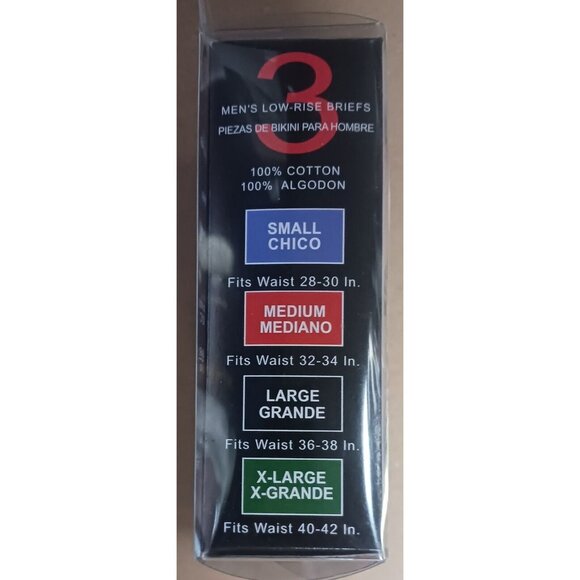 3
MEN'S LOW-RISE BRIEFS
PIEZAS DE BIKINI PARA HOMBRE
100% COTTON
100% ALGODON
SMALL
CHICO
Fits Waist 28-30 In.
MEDIUM
MEDIANO
Fits Waist 32-34 In.
LARGE
GRANDE
Fits Waist 36-38 In.
X-LARGE
X-GRANDE
Fits Waist 40-42 In.